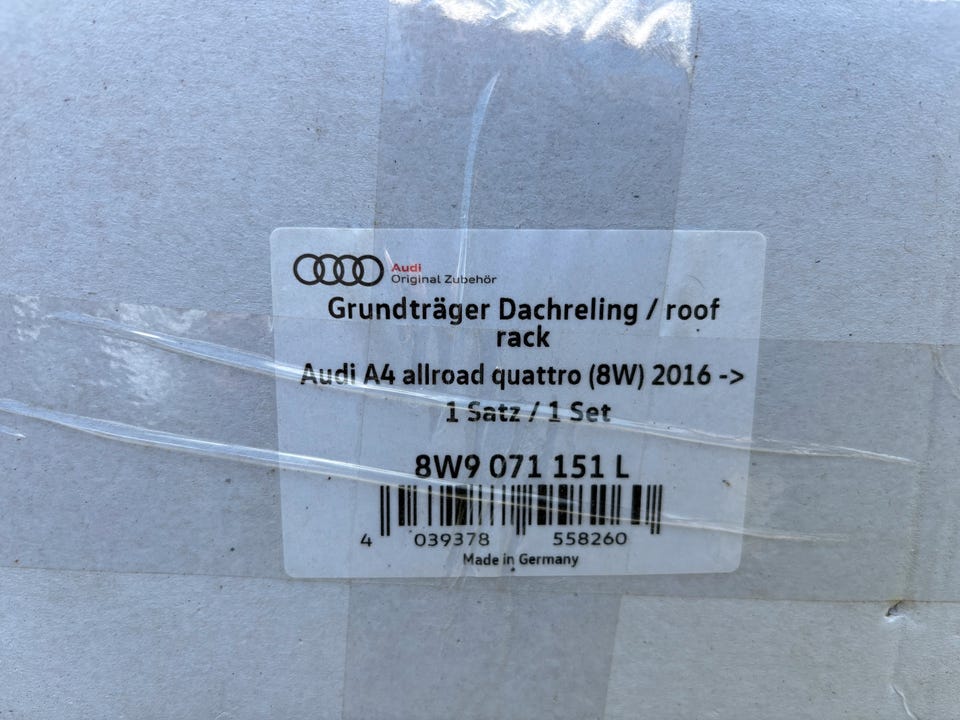 Audi
Original Zubehör
Grundträger Dachreling / roof
rack
Audi A4 allroad quattro (8W) 2016 ->
1 Satz / 1 Set
8W9 071 151 L
4 039378 558260
Made in Germany